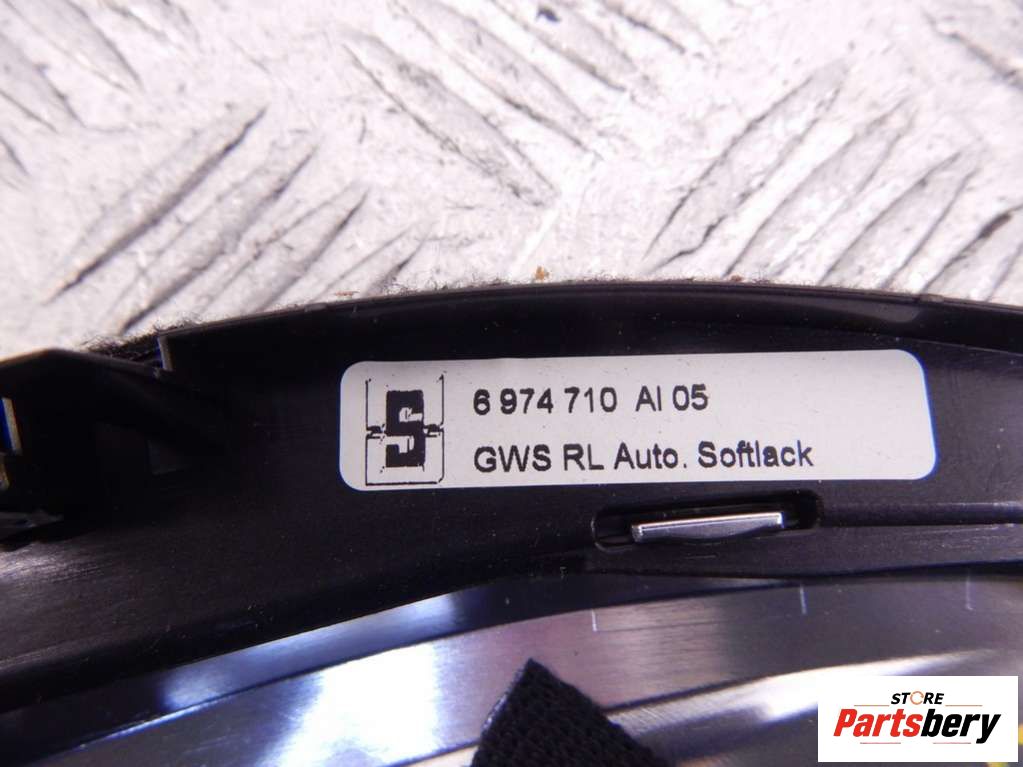 S
6 974 710 AI 05
GWS RL Auto. Softlack
STORE
Partsbery